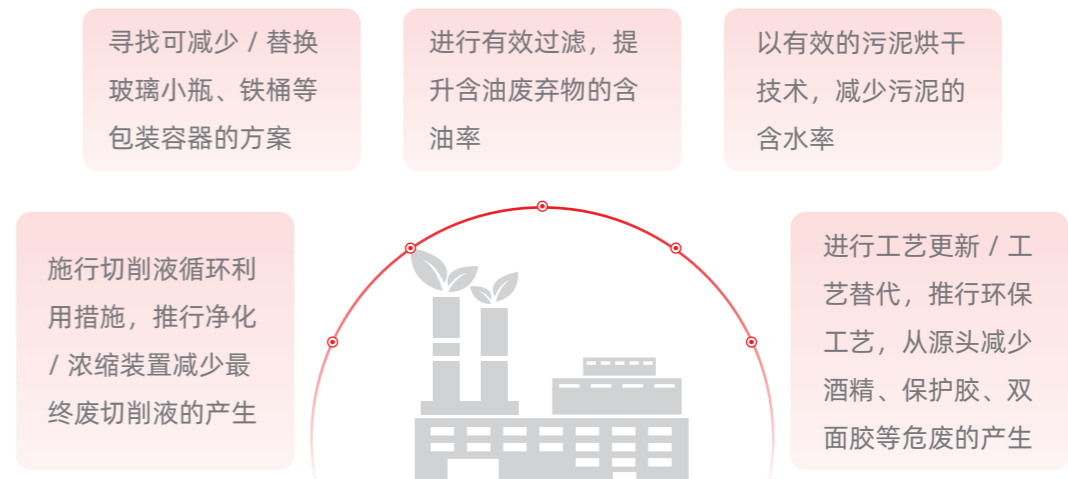 寻找可减少 / 替换
玻璃小瓶、铁桶等
包装容器的方案
进行有效过滤，提
升含油废弃物的含
油率
以有效的污泥烘干
技术，减少污泥的
含水率
施行切削液循环利
用措施，推行净化
/ 浓缩装置减少最
终废切削液的产生
进行工艺更新 / 工
艺替代，推行环保
工艺，从源头减少
酒精、保护胶、双
面胶等危废的产生